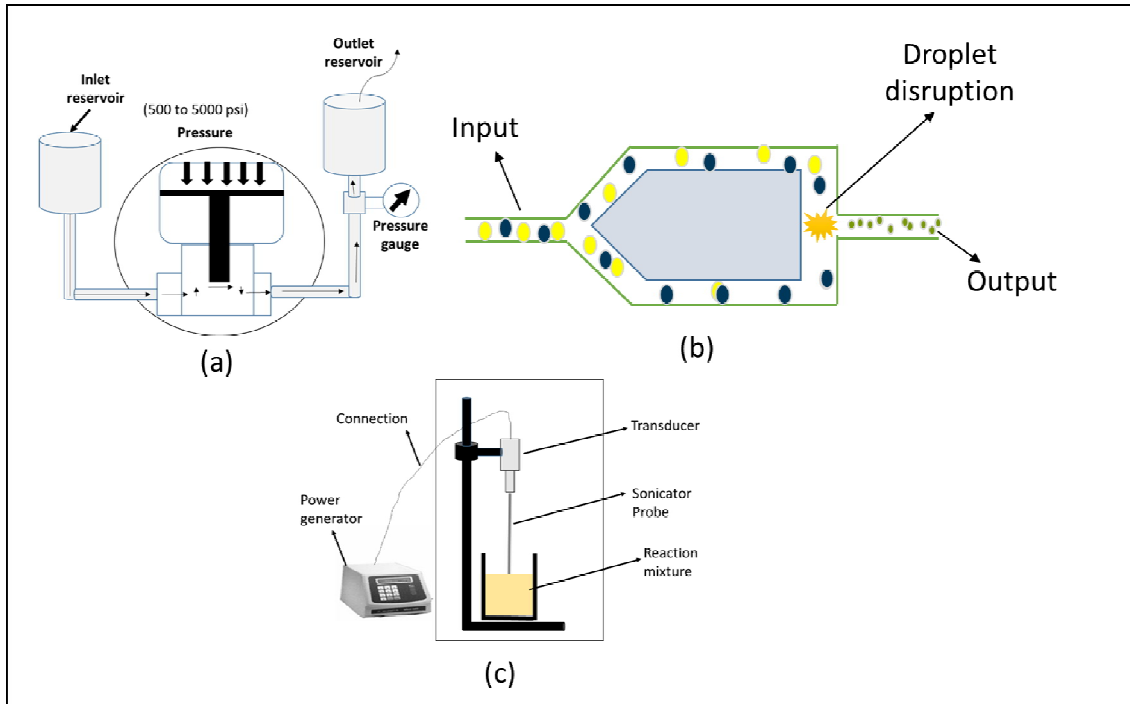 Inlet
reservoir
(500 to 5000 psi)
Pressure
Outlet
reservoir
Pressure
gauge
(a)
Input
Droplet
disruption
Output
(b)
Connection
Power
generator
Transducer
Sonicator
Probe
Reaction
mixture
(c)